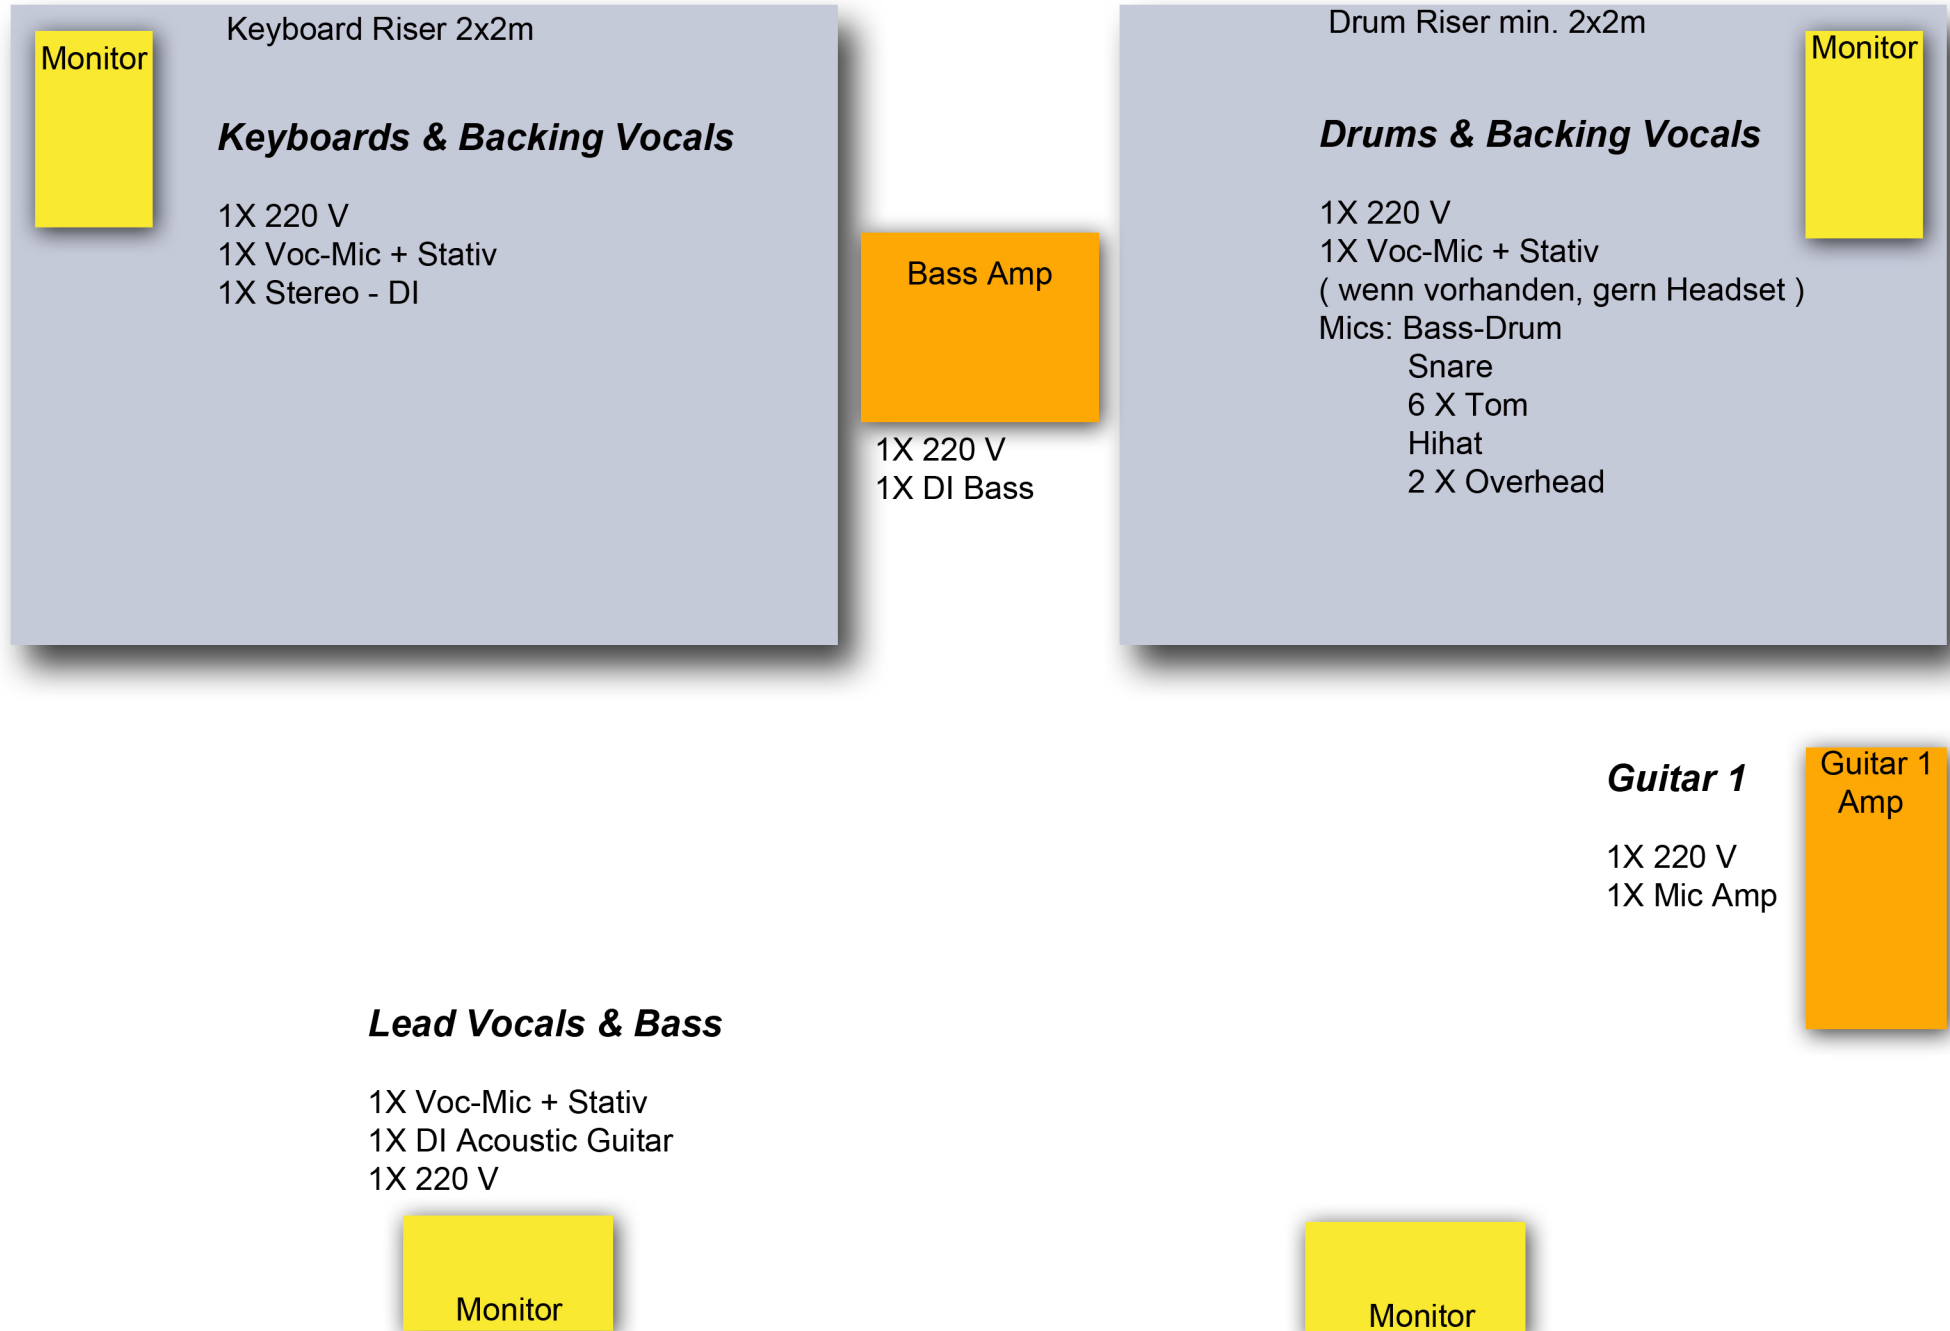 Keyboard Riser 2x2m
Monitor
Keyboards & Backing Vocals
1X 220 V
1X Voc-Mic + Stativ
1X Stereo - DI
Bass Amp
1X 220 V
1X DI Bass
Drum Riser min. 2x2m
Monitor
Drums & Backing Vocals
1X 220 V
1X Voc-Mic + Stativ
( wenn vorhanden, gern Headset )
Mics: Bass-Drum
Snare
6 X Tom
Hihat
2 X Overhead
Guitar 1
1X 220 V
1X Mic Amp
Guitar 1
Amp
Lead Vocals & Bass
1X Voc-Mic + Stativ
1X DI Acoustic Guitar
1X 220 V
Monitor
Monitor